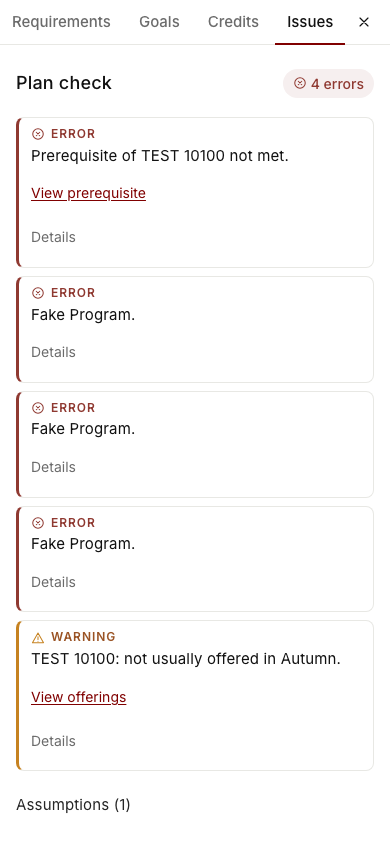 Requirements Goals Credits Issues
Plan check
4 errors
ERROR
Prerequisite of TEST 10100 not met.
View prerequisite
Details
ERROR
Fake Program.
Details
ERROR
Fake Program.
Details
ERROR
Fake Program.
Details
WARNING
TEST 10100: not usually offered in Autumn.
View offerings
Details
Assumptions (1)